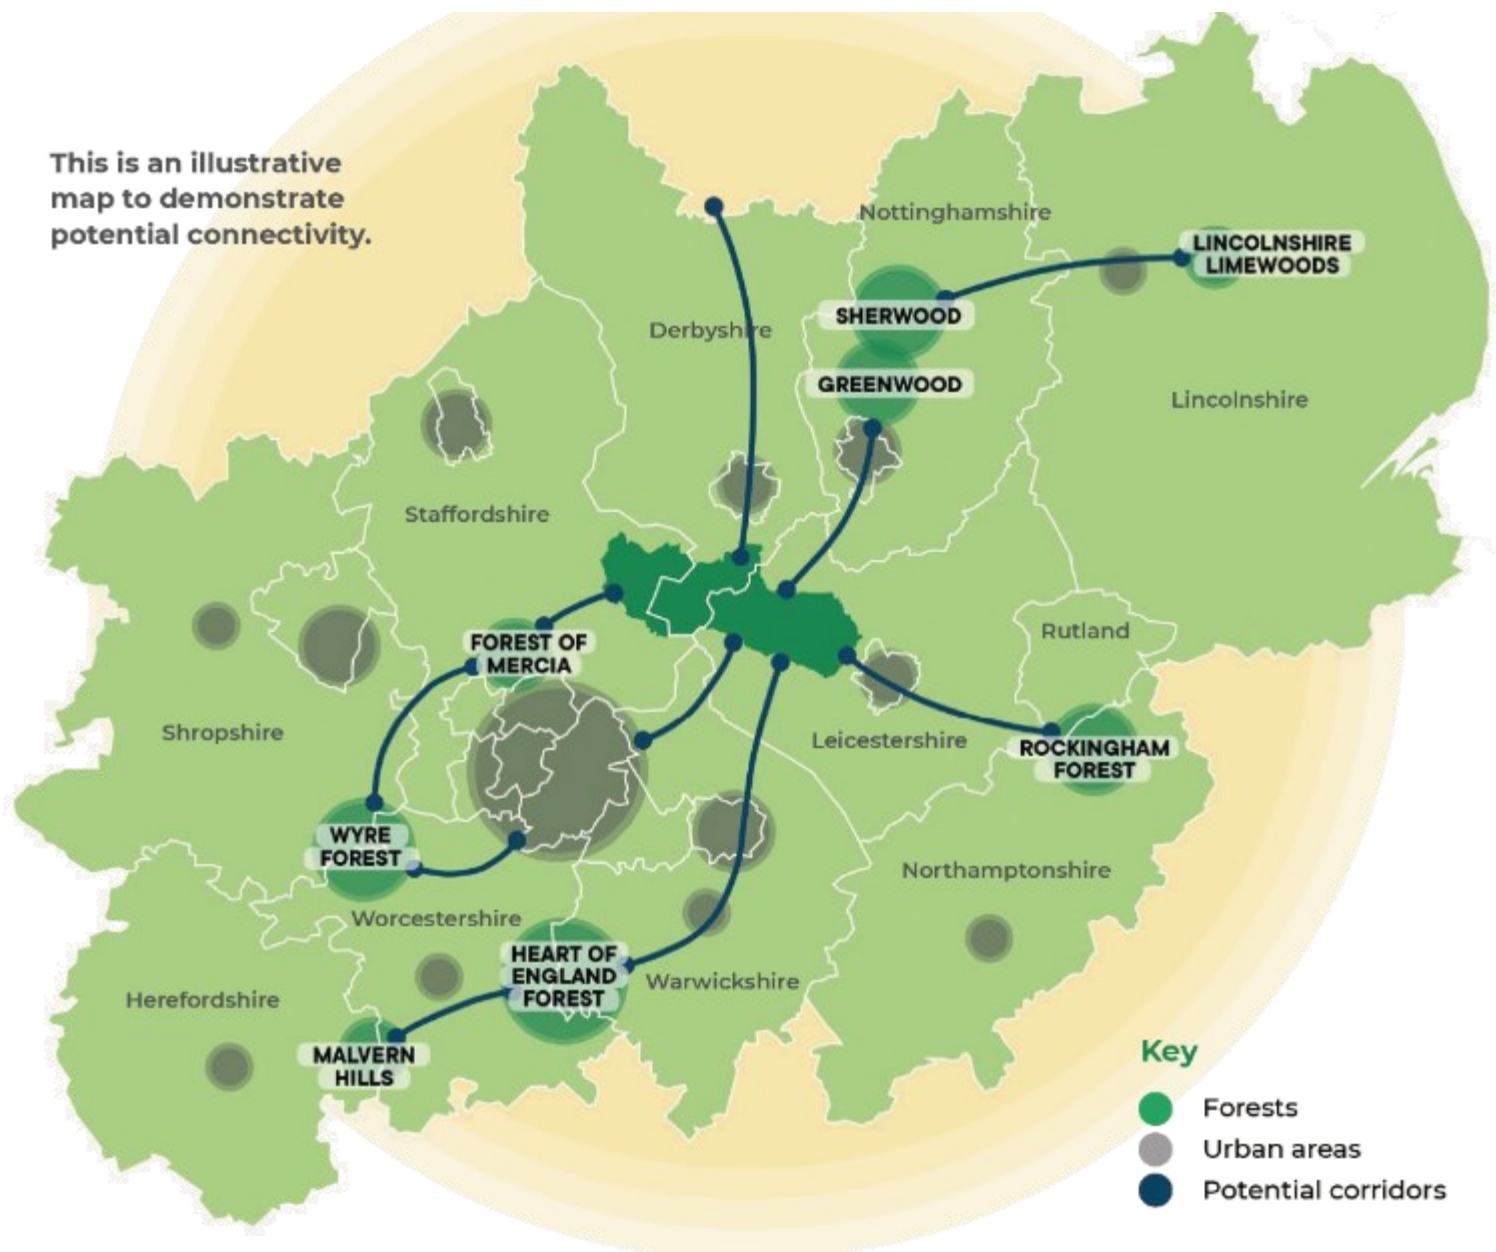 This is an illustrative
map to demonstrate
potential connectivity.
Nottinghamshire
LINCOLNSHIRE
LIMEWOODS
SHERWOOD
Derbyshire
GREENWOOD
Lincolnshire
Staffordshire
FOREST OF
MERCIA
Rutland
Shropshire
Leicestershire
ROCKINGHAM
FOREST
WYRE
FOREST
Northamptonshire
Worcestershire
HEART OF
ENGLAND
FOREST
Warwickshire
Herefordshire
MALVERN
HILLS
Key
Forests
Urban areas
Potential corridors